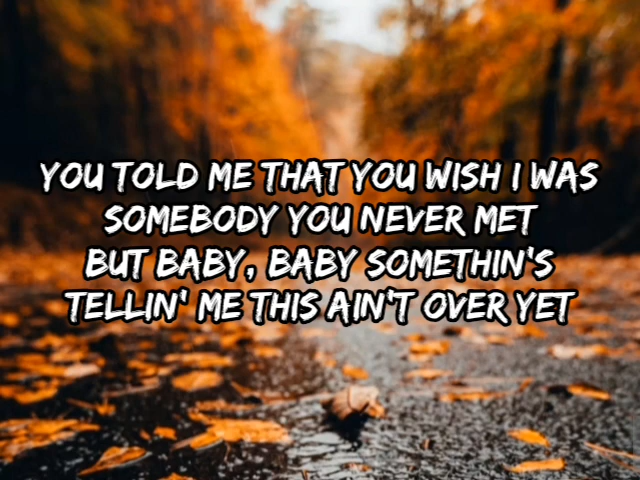 YOU TOLD ME THAT YOU WISH I WAS
SOMEBODY YOU NEVER MET
BUT BABY, BABY SOMETHIN'S
TELLIN' ME THIS AIN'T OVER YET